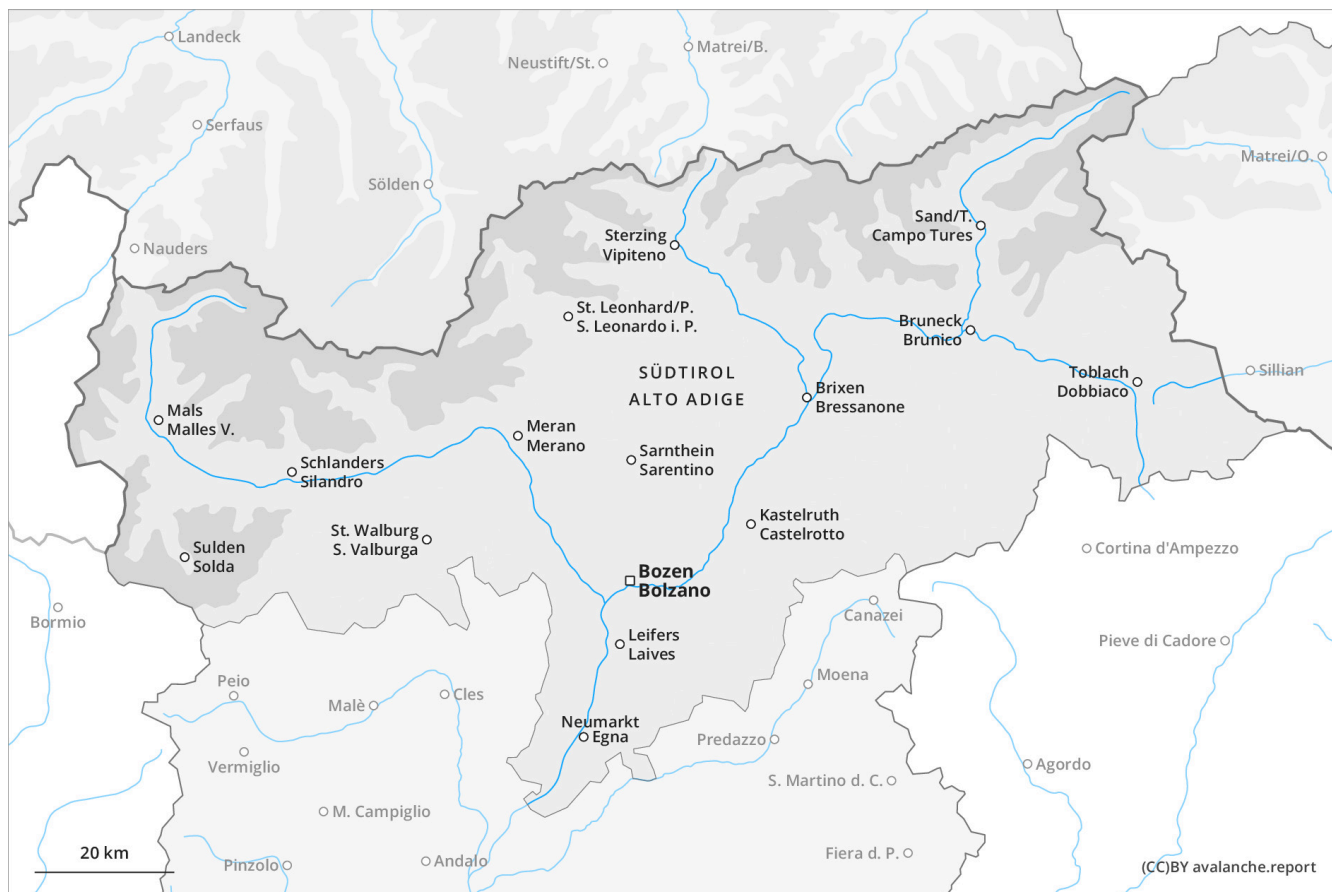 Landeck
Matrei/B.
Neustift/St.
Serfaus
Matrei/O.
Sölden
Sand/T.
Campo Tures
Sterzing
Vipiteno
Nauders
St. Leonhard/P.
S. Leonardo i. P.
Bruneck
Brunico
SÜDTIROL
ALTO ADIGE
Toblach
Dobbiaco
Sillian
Brixen
Bressanone
Mals
Malles V.
Meran
Merano
Sarnthein
Sarentino
Schlanders
Silandro
Kastelruth
Castelrotto
St. Walburg
S. Valburga
Sulden
Solda
Cortina d'Ampezzo
Bozen
Bolzano
Bormio
Canazei
Leifers
Laives
Pieve di Cadore
Peio
Moena
Malè
Cles
Neumarkt
Egna
Predazzo
Vermiglio
Agordo
S. Martino d. C.
M. Campiglio
20 km
Pinzolo
Andalo
Fiera d. P.
(CC)BY avalanche.report